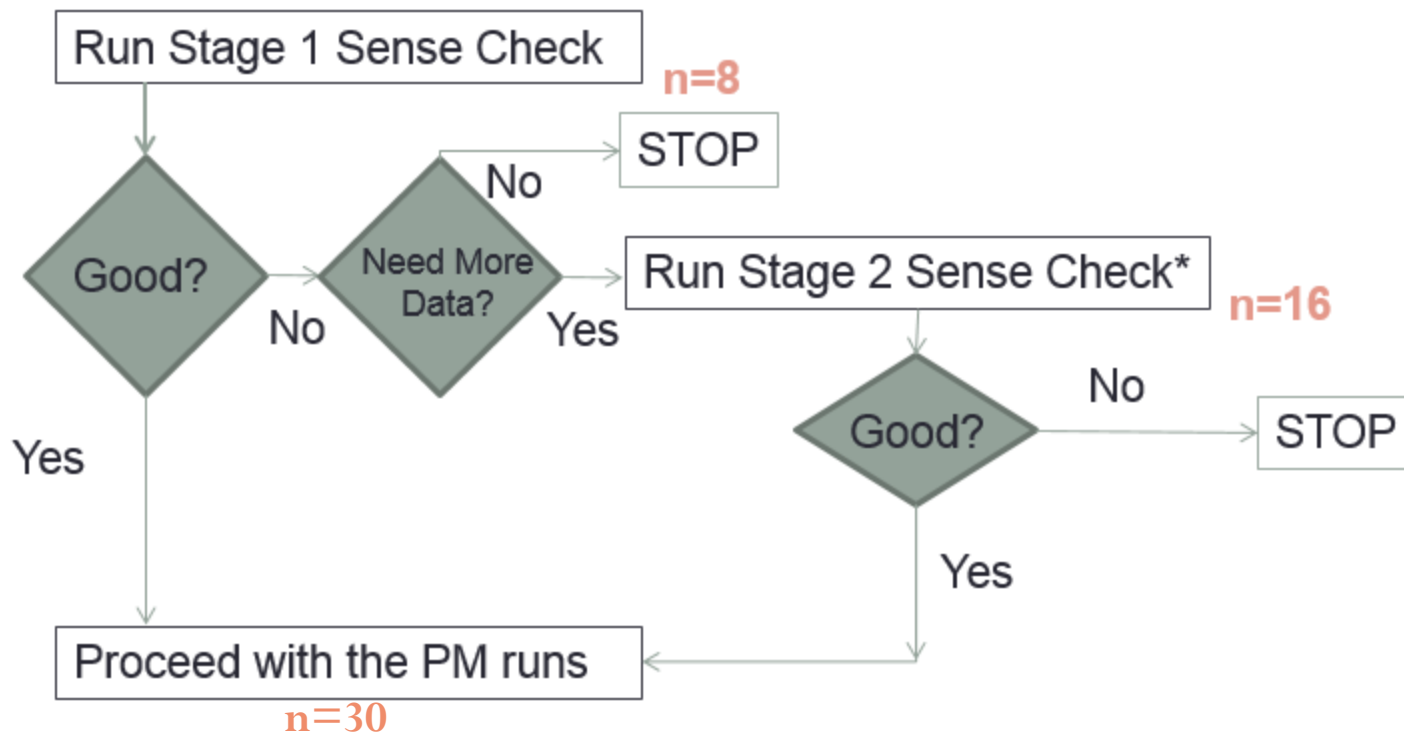 Run Stage 1 Sense Check
n=8
STOP
No
Good?
Need More
Data?
Run Stage 2 Sense Check*
No
Yes
n=16
No
Good?
STOP
Yes
Yes
Proceed with the PM runs
n=30